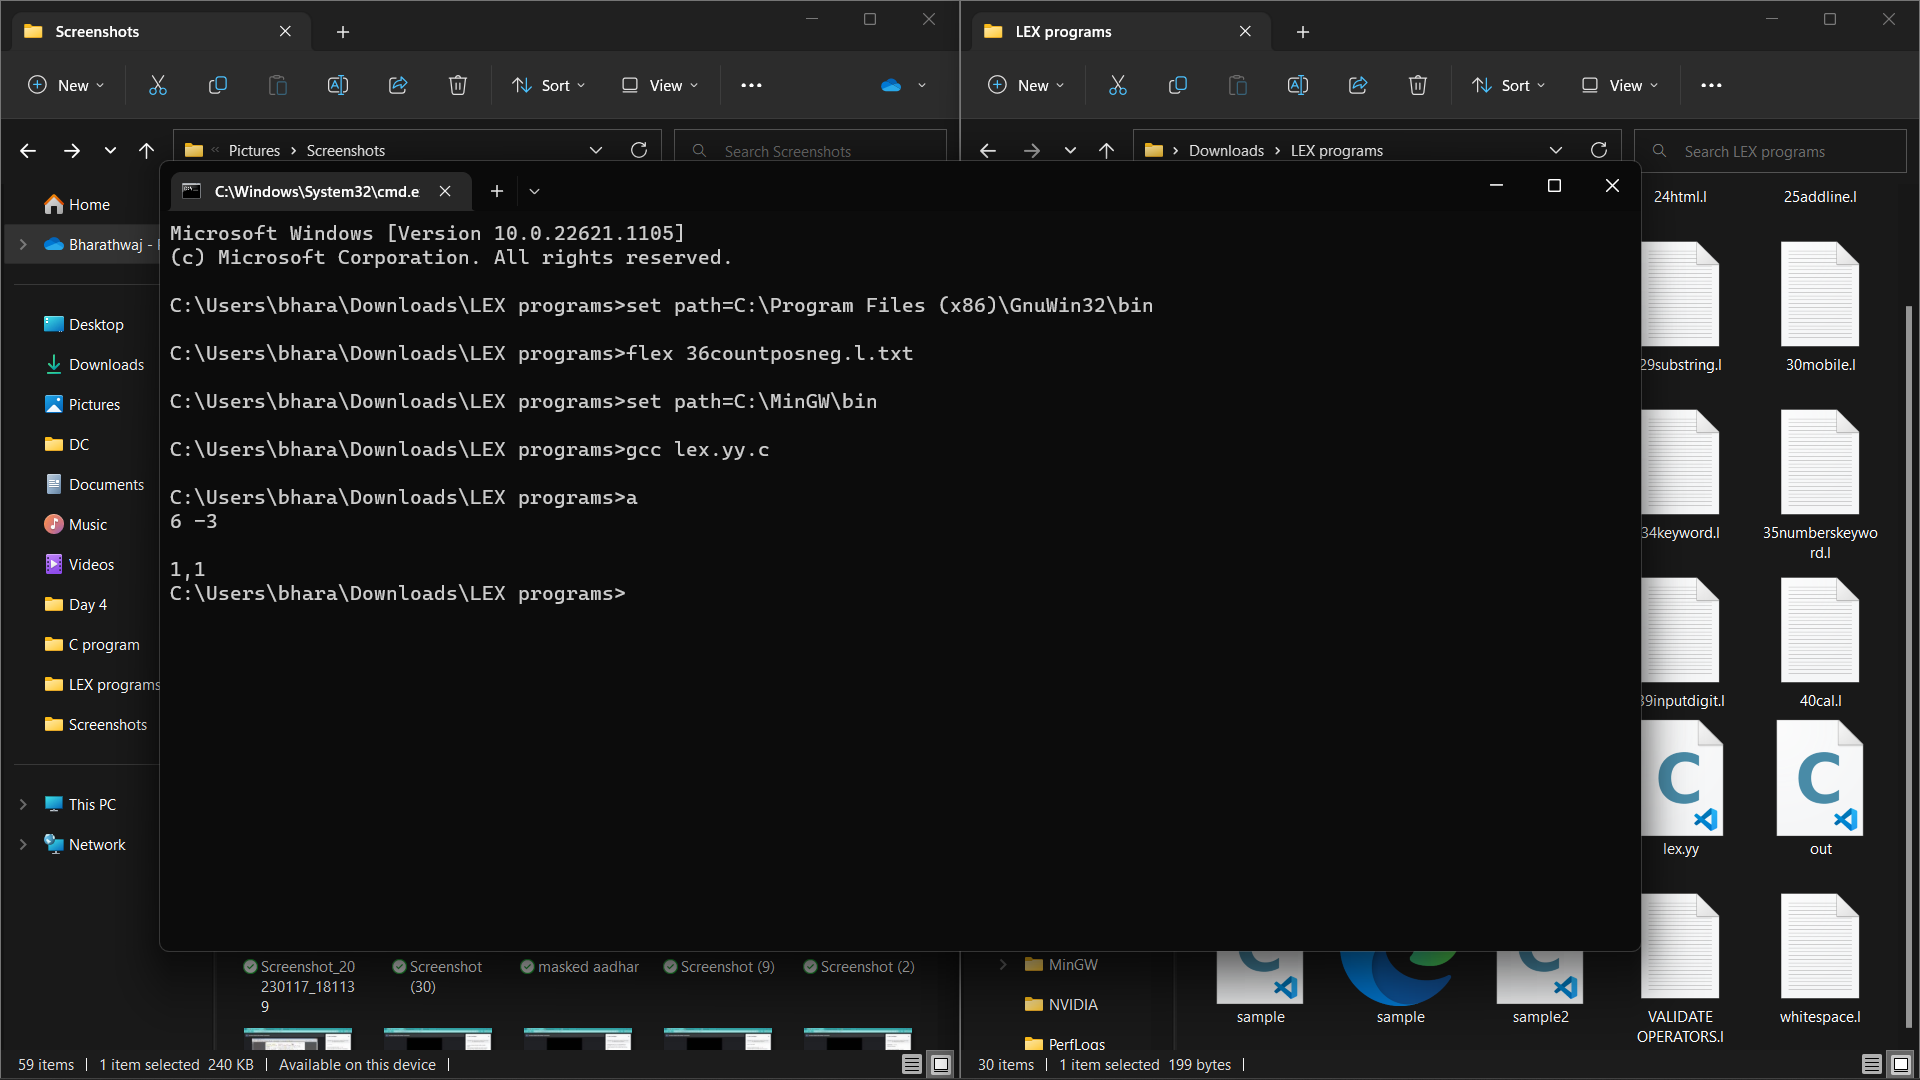 Screenshots
LEX programs
New
Sort
View
New
Sort
View
Pictures
Screenshots
Search Screenshots
Downloads
LEX programs
Search LEX programs
Home
Bharathwaj -
Desktop
Downloads
Pictures
DC
Documents
Music
Videos
Day 4
C program
LEX programs
Screenshots
This PC
Network
C:\Windows\System32\cmd.e
Microsoft Windows [Version 10.0.22621.1105]
(c) Microsoft Corporation. All rights reserved.
C:\Users\bhara\Downloads\LEX programs>set path=C:\Program Files (x86)\GnuWin32\bin
C:\Users\bhara\Downloads\LEX programs>flex 36countposneg.l.txt
C:\Users\bhara\Downloads\LEX programs>set path=C:\MinGW\bin
C:\Users\bhara\Downloads\LEX programs>gcc lex.yy.c
C:\Users\bhara\Downloads\LEX programs>a
6 -3
1,1
C:\Users\bhara\Downloads\LEX programs>
24html.l
25addline.l
29substring.l
30mobile.l
34keyword.l
35numberskeywo
rd.l
39inputdigit.l
40cal.l
lex.yy
out
Screenshot_20
230117_18113
9
Screenshot
(30)
masked aadhar
Screenshot (9)
Screenshot (2)
MinGW
NVIDIA
PerfLogs
sample
sample
sample2
VALIDATE
OPERATORS.l
whitespace.l
59 items
1 item selected 240 KB
Available on this device
30 items
1 item selected 199 bytes